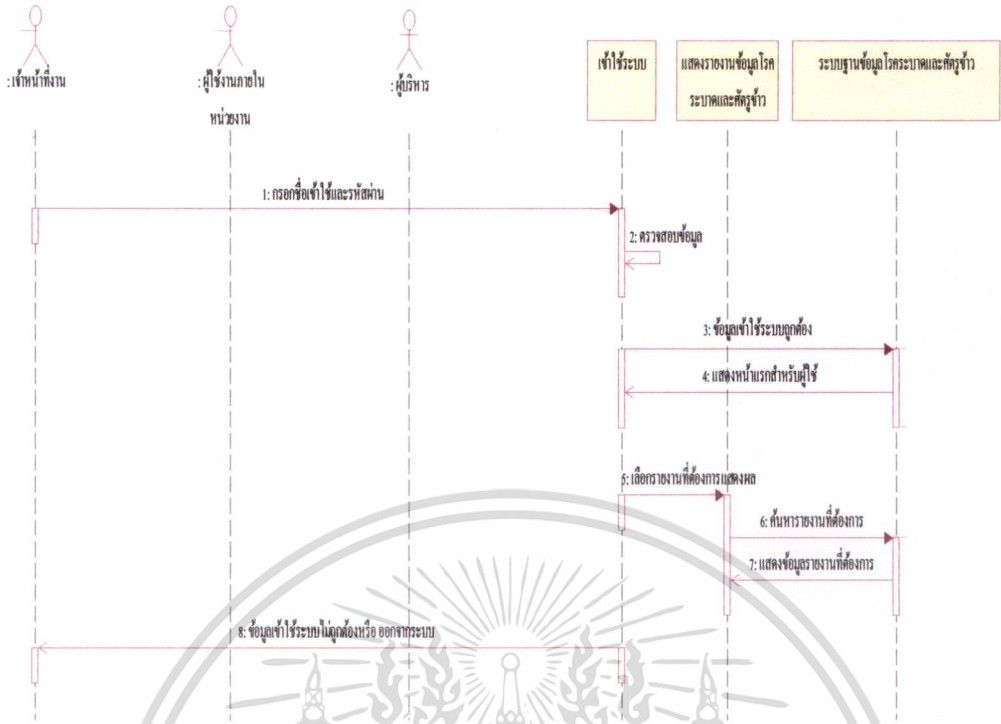 : เจ้าหน้าที่งาน
: ผู้ใช้งานภายใน
หน่วยงาน
: ผู้บริหาร
เข้าใช้ระบบ
แสดงรายงานข้อมูลโรค
ระบาดและศัตรูข้าว
ระบบฐานข้อมูลโรคระบาดและศัตรูข้าว
1: กรอกชื่อเข้าใช้และรหัสผ่าน
2: ตรวจสอบข้อมูล
3: ข้อมูลเข้าใช้ระบบถูกต้อง
4: แสดงหน้าแรกสำหรับผู้ใช้
5: เลือกรายงานที่ต้องการแสดงผล
6: ค้นหารายงานที่ต้องการ
7: แสดงข้อมูลรายงานที่ต้องการ
8: ข้อมูลเข้าใช้ระบบไม่ถูกต้องหรือ ออกจากระบบ